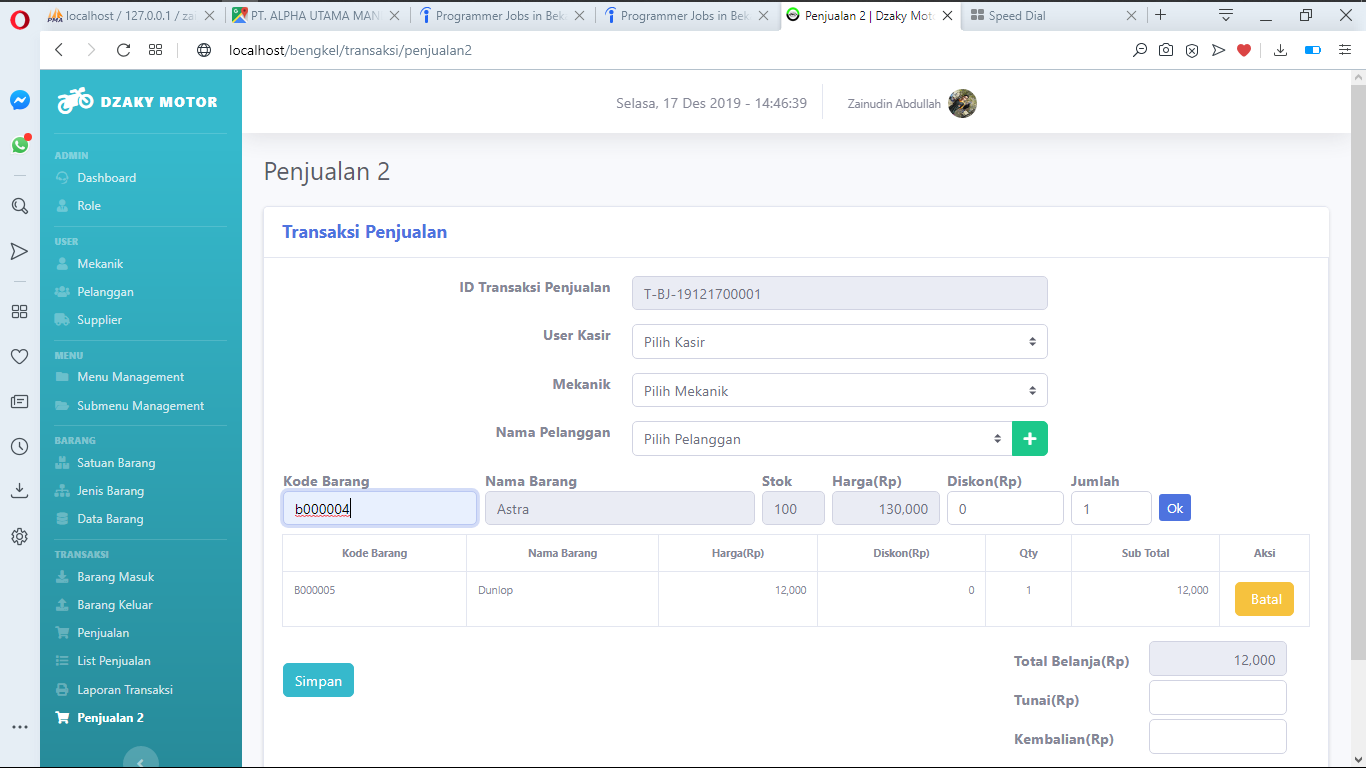 localhost / 127.0.0.1 / za
PT. ALPHA UTAMA MAN
Programmer Jobs in Bek
Programmer Jobs in Bek
Penjualan 2 | Dzaky Moto
Speed Dial
localhost/bengkel/transaksi/penjualan2
DZAKY MOTOR
Selasa, 17 Des 2019 - 14:46:39
Zainudin Abdullah
ADMIN
Dashboard
Role
USER
Mekanik
Pelanggan
Supplier
MENU
Menu Management
Submenu Management
BARANG
Satuan Barang
Jenis Barang
Data Barang
TRANSAKSI
Barang Masuk
Barang Keluar
Penjualan
List Penjualan
Laporan Transaksi
Penjualan 2
Penjualan 2
Transaksi Penjualan
ID Transaksi Penjualan T-BJ-19121700001
User Kasir Pilih Kasir
Mekanik Pilih Mekanik
Nama Pelanggan Pilih Pelanggan +
Kode Barang Nama Barang Stok Harga(Rp) Diskon(Rp) Jumlah
b000004 Astra 100 130,000 0 1 Ok
Kode Barang Nama Barang Harga(Rp) Diskon(Rp) Qty Sub Total Aksi
B000005 Dunlop 12,000 0 1 12,000 Batal
Total Belanja(Rp) 12,000
Simpan
Tunai(Rp)
Kembalian(Rp)